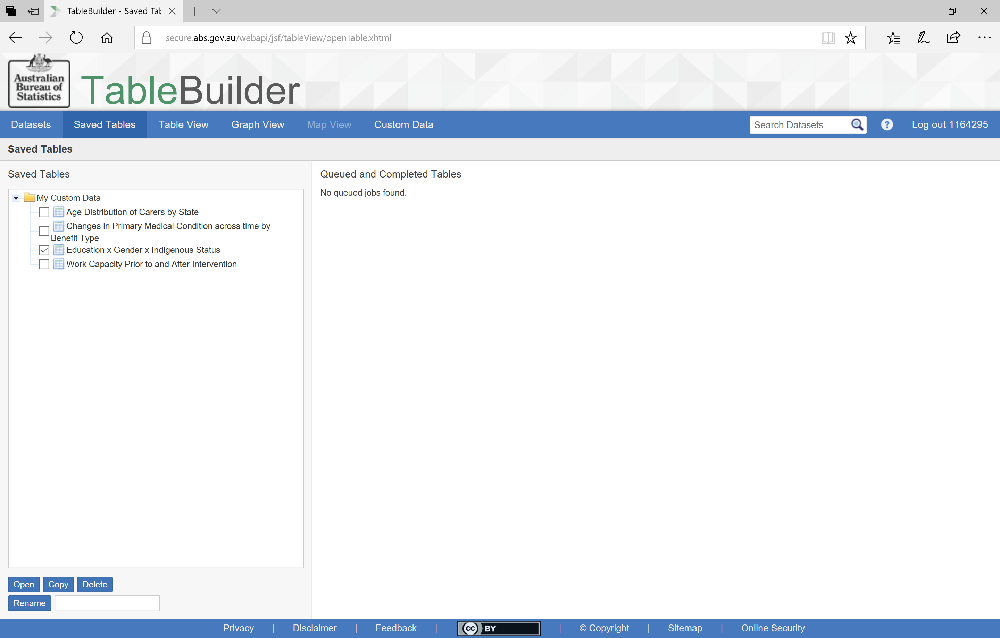 TableBuilder - Saved Tab
secure.abs.gov.au/webapi/jsf/tableView/openTable.xhtml
Australian
Bureau of
Statistics
TableBuilder
Datasets
Saved Tables
Table View
Graph View
Map View
Custom Data
Search Datasets
?
Log out 1164295
Saved Tables
Saved Tables
My Custom Data
Age Distribution of Carers by State
Changes in Primary Medical Condition across time by
Benefit Type
Education x Gender x Indigenous Status
Work Capacity Prior to and After Intervention
Open
Copy
Delete
Rename
Queued and Completed Tables
No queued jobs found.
Privacy | Disclaimer | Feedback | cc BY | © Copyright | Sitemap | Online Security